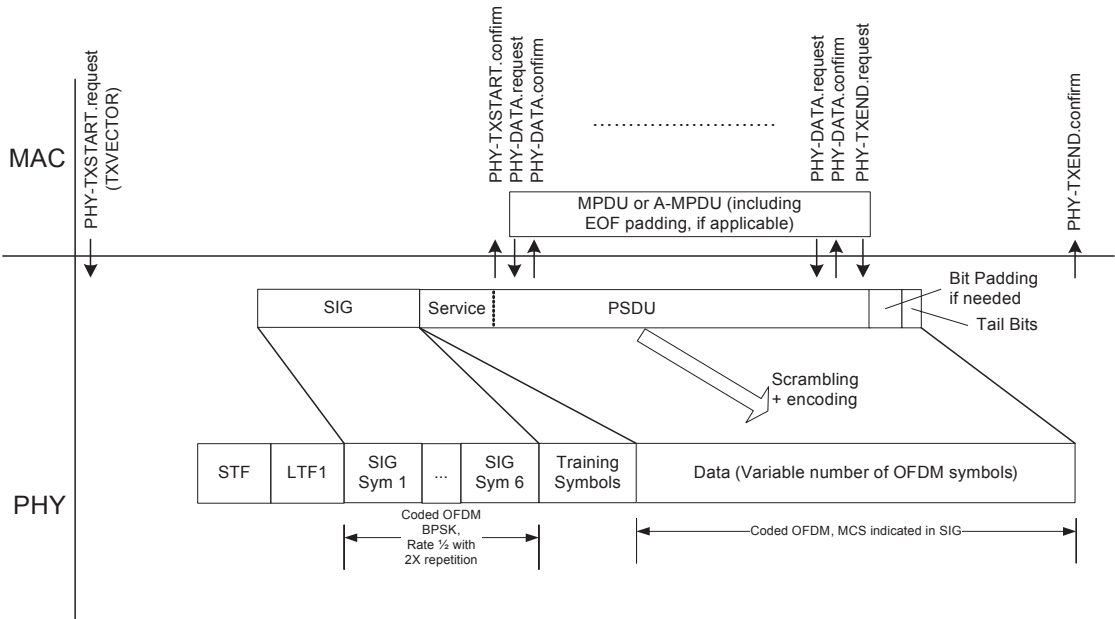 MAC
PHY-TXSTART.request
(TXVECTOR)
PHY-TXSTART.confirm
PHY-DATA.request
PHY-DATA.confirm
.......................
PHY-DATA.request
PHY-DATA.confirm
PHY-TXEND.request
PHY-TXEND.confirm
MPDU or A-MPDU (including
EOF padding, if applicable)
SIG
Service
PSDU
Bit Padding
if needed
Tail Bits
Scrambling
+ encoding
PHY
STF
LTF1
SIG
Sym 1
...
SIG
Sym 6
Training
Symbols
Data (Variable number of OFDM symbols)
Coded OFDM
BPSK,
Rate ½ with
2X repetition
Coded OFDM, MCS indicated in SIG